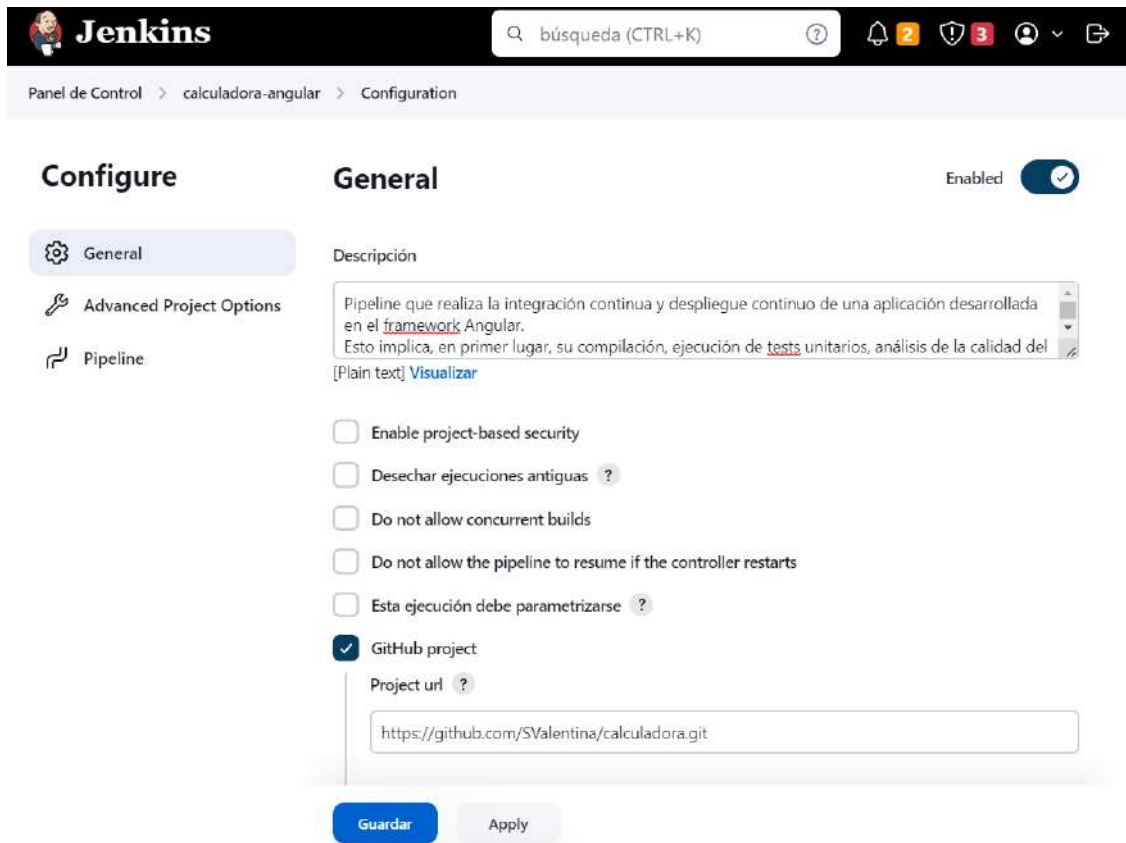 Jenkins
búsqueda (CTRL+K)
?
2
3
Panel de Control > calculadora-angular > Configuration
Configure
General
Advanced Project Options
Pipeline
General
Enabled
Descripción
Pipeline que realiza la integración continua y despliegue continuo de una aplicación desarrollada
en el framework Angular.
Esto implica, en primer lugar, su compilación, ejecución de tests unitarios, análisis de la calidad del
[Plain text] Visualizar
Enable project-based security
Desechar ejecuciones antiguas ?
Do not allow concurrent builds
Do not allow the pipeline to resume if the controller restarts
Esta ejecución debe parametrizarse ?
GitHub project
Project url ?
https://github.com/SValentina/calculadora.git
Guardar
Apply